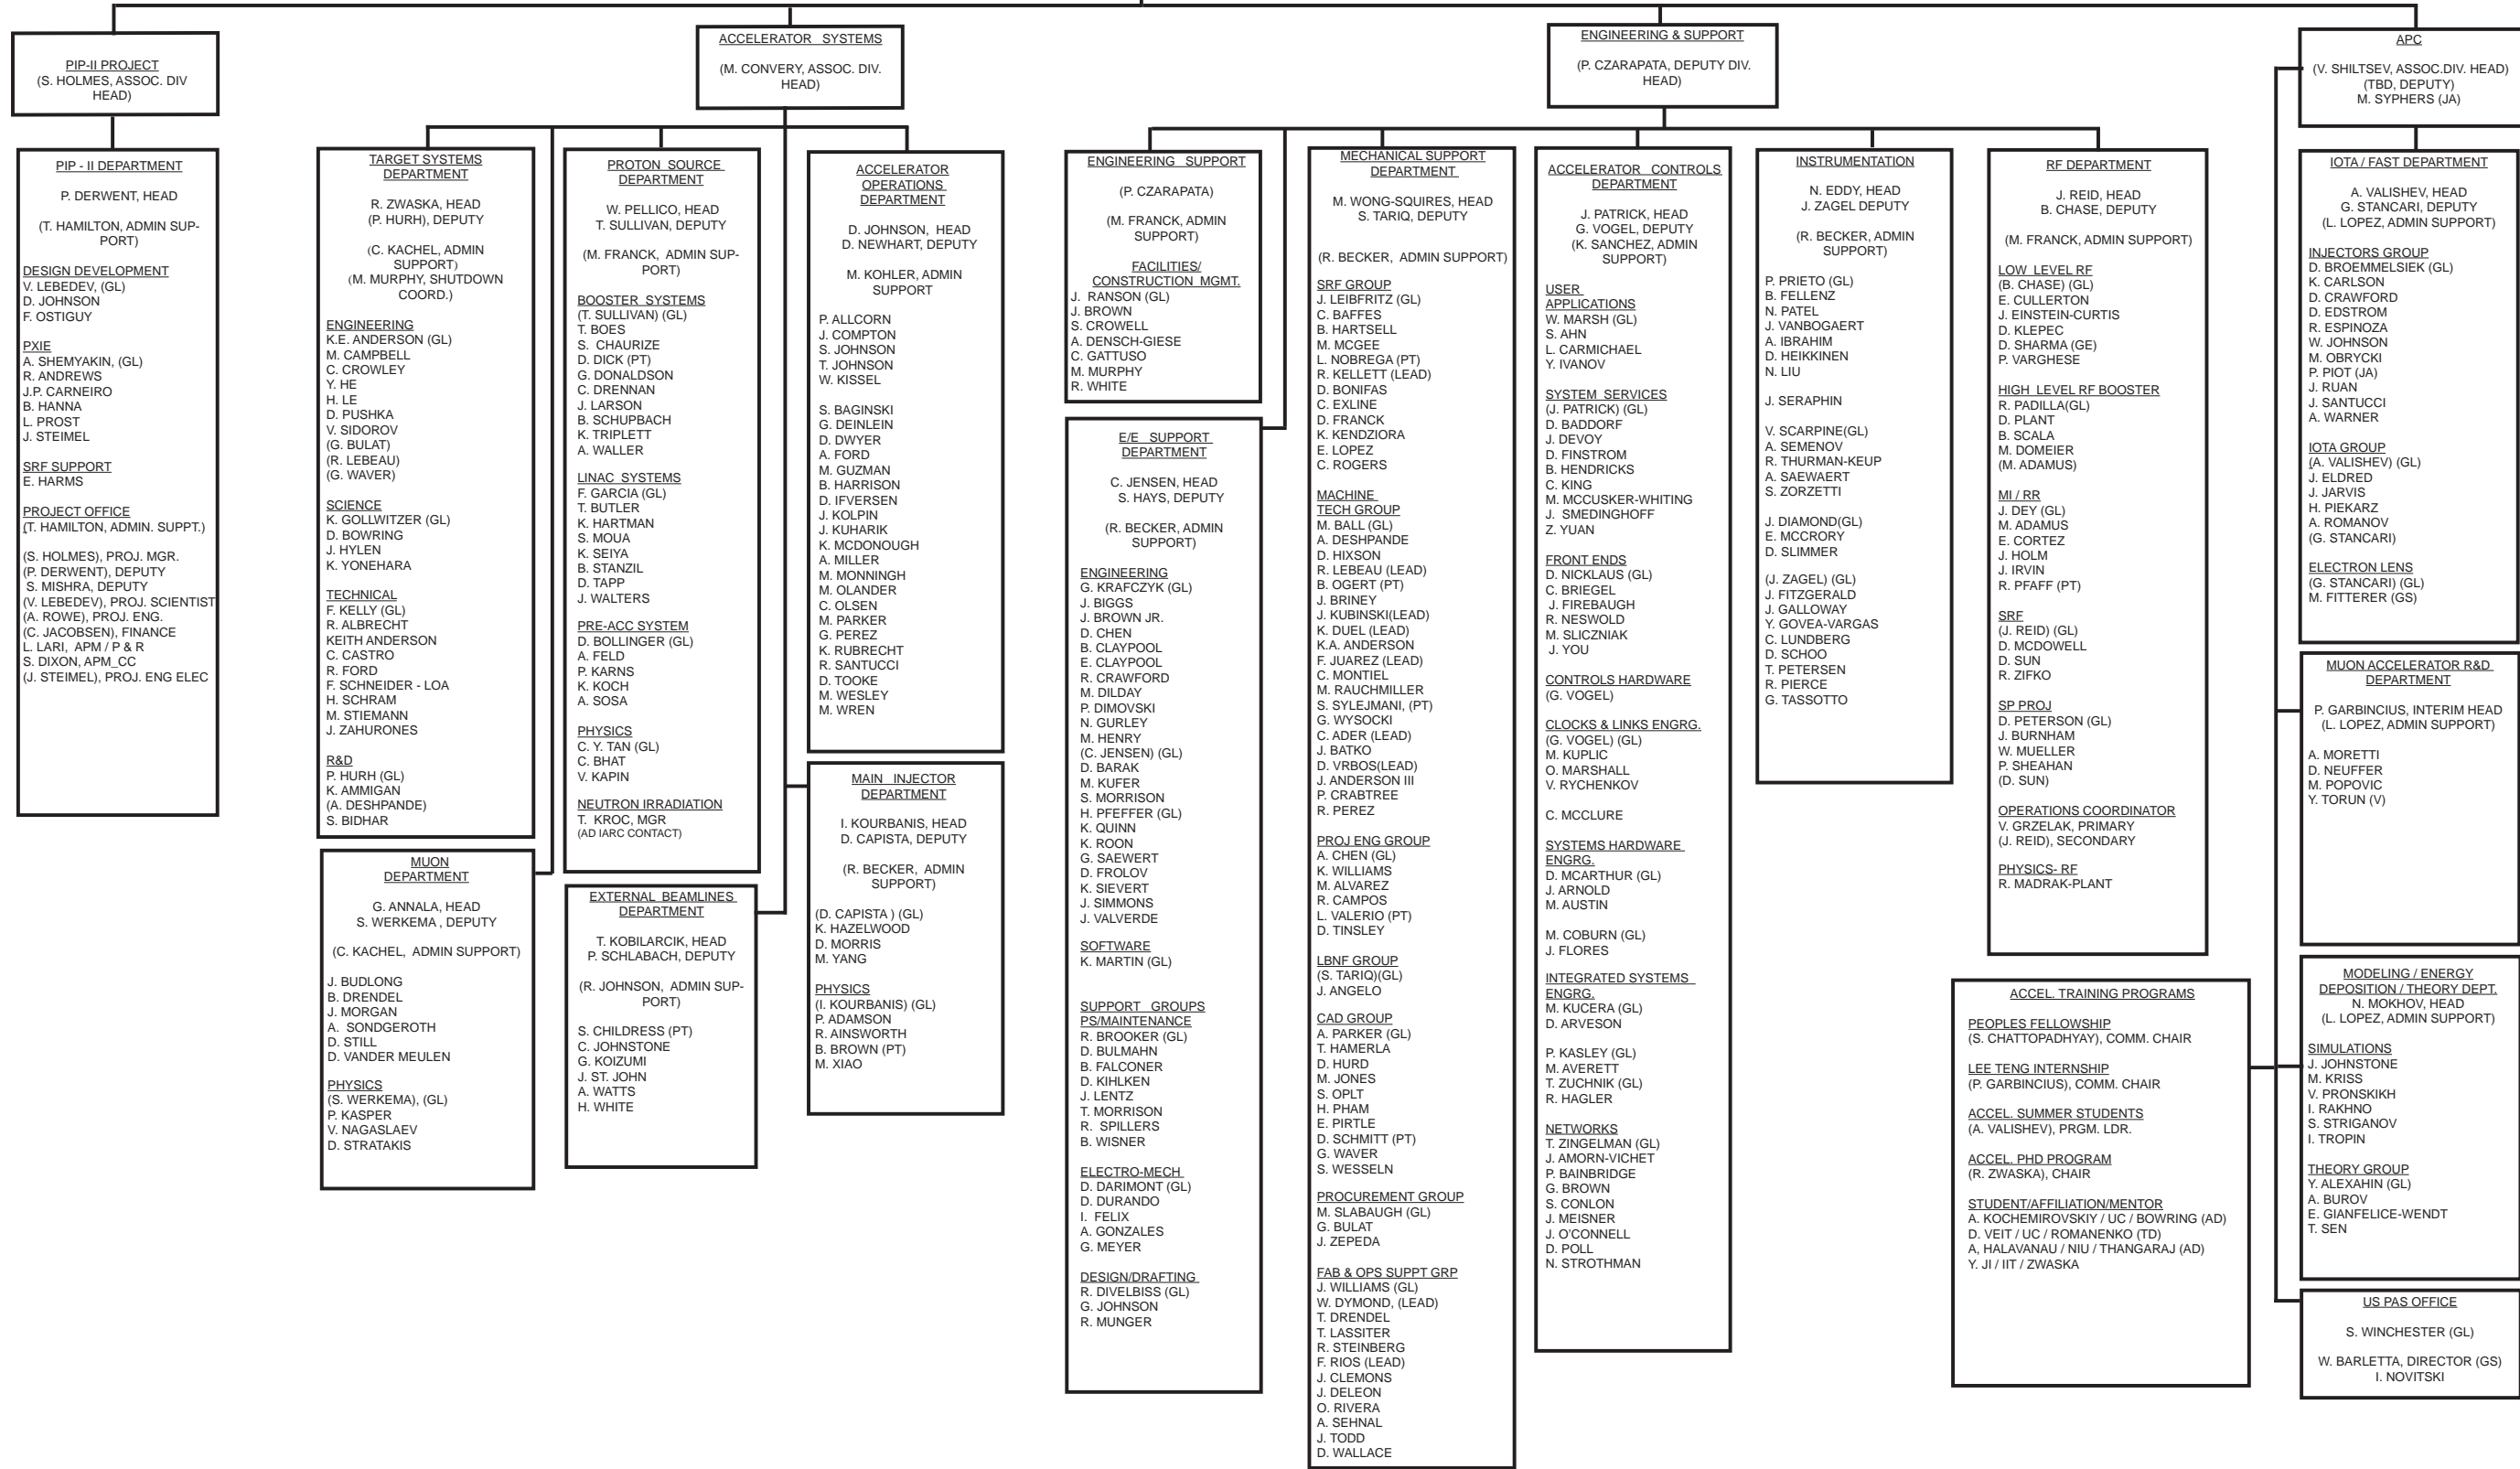 PIP-II PROJECT
(S. HOLMES, ASSOC. DIV
HEAD)
ACCELERATOR SYSTEMS
(M. CONVERY, ASSOC. DIV.
HEAD)
ENGINEERING & SUPPORT
(P. CZARAPATA, DEPUTY DIV.
HEAD)
APC
(V. SHILTSEV, ASSOC.DIV. HEAD)
(TBD, DEPUTY)
M. SYPHERS (JA)
PIP - II DEPARTMENT
P. DERWENT, HEAD
(T. HAMILTON, ADMIN SUP-
PORT)
DESIGN DEVELOPMENT
V. LEBEDEV, (GL)
D. JOHNSON
F. OSTIGUY
PXIE
A. SHEMYAKIN, (GL)
R. ANDREWS
J.P. CARNEIRO
B. HANNA
L. PROST
J. STEIMEL
SRF SUPPORT
E. HARMS
PROJECT OFFICE
(T. HAMILTON, ADMIN. SUPPT.)
(S. HOLMES), PROJ. MGR.
(P. DERWENT), DEPUTY
S. MISHRA, DEPUTY
(V. LEBEDEV), PROJ. SCIENTIST
(A. ROWE), PROJ. ENG.
(C. JACOBSEN), FINANCE
L. LARI, APM / P & R
S. DIXON, APM_CC
(J. STEIMEL), PROJ. ENG ELEC
TARGET SYSTEMS
DEPARTMENT
R. ZWASKA, HEAD
(P. HURH), DEPUTY
(C. KACHEL, ADMIN
SUPPORT)
(M. MURPHY, SHUTDOWN
COORD.)
ENGINEERING
K.E. ANDERSON (GL)
M. CAMPBELL
C. CROWLEY
Y. HE
H. LE
D. PUSHKA
V. SIDOROV
(G. BULAT)
(R. LEBEAU)
(G. WAVER)
SCIENCE
K. GOLLWITZER (GL)
D. BOWRING
J. HYLEN
K. YONEHARA
TECHNICAL
F. KELLY (GL)
R. ALBRECHT
KEITH ANDERSON
C. CASTRO
R. FORD
F. SCHNEIDER - LOA
H. SCHRAM
M. STIEMANN
J. ZAHURONES
R&D
P. HURH (GL)
K. AMMIGAN
(A. DESHPANDE)
S. BIDHAR
MUON
DEPARTMENT
G. ANNALA, HEAD
S. WERKEMA , DEPUTY
(C. KACHEL, ADMIN SUPPORT)
J. BUDLONG
B. DRENDEL
J. MORGAN
A. SONDGEROTH
D. STILL
D. VANDER MEULEN
PHYSICS
(S. WERKEMA), (GL)
P. KASPER
V. NAGASLAEV
D. STRATAKIS
PROTON SOURCE
DEPARTMENT
W. PELLICO, HEAD
T. SULLIVAN, DEPUTY
(M. FRANCK, ADMIN SUP-
PORT)
BOOSTER SYSTEMS
(T. SULLIVAN) (GL)
T. BOES
S. CHAURIZE
D. DICK (PT)
G. DONALDSON
C. DRENNAN
J. LARSON
B. SCHUPBACH
K. TRIPLETT
A. WALLER
LINAC SYSTEMS
F. GARCIA (GL)
T. BUTLER
K. HARTMAN
S. MOUA
K. SEIYA
B. STANZIL
D. TAPP
J. WALTERS
PRE-ACC SYSTEM
D. BOLLINGER (GL)
A. FELD
P. KARNS
K. KOCH
A. SOSA
PHYSICS
C. Y. TAN (GL)
C. BHAT
V. KAPIN
NEUTRON IRRADIATION
T. KROC, MGR
(AD IARC CONTACT)
EXTERNAL BEAMLINES
DEPARTMENT
T. KOBILARCIK, HEAD
P. SCHLABACH, DEPUTY
(R. JOHNSON, ADMIN SUP-
PORT)
S. CHILDRESS (PT)
C. JOHNSTONE
G. KOIZUMI
J. ST. JOHN
A. WATTS
H. WHITE
ACCELERATOR
OPERATIONS
DEPARTMENT
D. JOHNSON, HEAD
D. NEWHART, DEPUTY
M. KOHLER, ADMIN
SUPPORT
P. ALLCORN
J. COMPTON
S. JOHNSON
T. JOHNSON
W. KISSEL
S. BAGINSKI
G. DEINLEIN
D. DWYER
A. FORD
M. GUZMAN
B. HARRISON
D. IFVERSEN
J. KOLPIN
J. KUHARIK
K. MCDONOUGH
A. MILLER
M. MONNINGH
M. OLANDER
C. OLSEN
M. PARKER
G. PEREZ
K. RUBRECHT
R. SANTUCCI
D. TOOKE
M. WESLEY
M. WREN
MAIN INJECTOR
DEPARTMENT
I. KOURBANIS, HEAD
D. CAPISTA, DEPUTY
(R. BECKER, ADMIN
SUPPORT)
(D. CAPISTA ) (GL)
K. HAZELWOOD
D. MORRIS
M. YANG
PHYSICS
(I. KOURBANIS) (GL)
P. ADAMSON
R. AINSWORTH
B. BROWN (PT)
M. XIAO
ENGINEERING SUPPORT
(P. CZARAPATA)
(M. FRANCK, ADMIN
SUPPORT)
FACILITIES/
CONSTRUCTION MGMT.
J. RANSON (GL)
J. BROWN
S. CROWELL
A. DENSCH-GIESE
C. GATTUSO
M. MURPHY
R. WHITE
E/E SUPPORT
DEPARTMENT
C. JENSEN, HEAD
S. HAYS, DEPUTY
(R. BECKER, ADMIN
SUPPORT)
ENGINEERING
G. KRAFCZYK (GL)
J. BIGGS
J. BROWN JR.
D. CHEN
B. CLAYPOOL
E. CLAYPOOL
R. CRAWFORD
M. DILDAY
P. DIMOVSKI
N. GURLEY
M. HENRY
(C. JENSEN) (GL)
D. BARAK
M. KUFER
S. MORRISON
H. PFEFFER (GL)
K. QUINN
K. ROON
G. SAEWERT
D. FROLOV
K. SIEVERT
J. SIMMONS
J. VALVERDE
SOFTWARE
K. MARTIN (GL)
SUPPORT GROUPS
PS/MAINTENANCE
R. BROOKER (GL)
D. BULMAHN
B. FALCONER
D. KIHLKEN
J. LENTZ
T. MORRISON
R. SPILLERS
B. WISNER
ELECTRO-MECH
D. DARIMONT (GL)
D. DURANDO
I. FELIX
A. GONZALES
G. MEYER
DESIGN/DRAFTING
R. DIVELBISS (GL)
G. JOHNSON
R. MUNGER
MECHANICAL SUPPORT
DEPARTMENT
M. WONG-SQUIRES, HEAD
S. TARIQ, DEPUTY
(R. BECKER, ADMIN SUPPORT)
SRF GROUP
J. LEIBFRITZ (GL)
C. BAFFES
B. HARTSELL
M. MCGEE
L. NOBREGA (PT)
R. KELLETT (LEAD)
D. BONIFAS
C. EXLINE
D. FRANCK
K. KENDZIORA
E. LOPEZ
C. ROGERS
MACHINE
TECH GROUP
M. BALL (GL)
A. DESHPANDE
D. HIXSON
R. LEBEAU (LEAD)
B. OGERT (PT)
J. BRINEY
J. KUBINSKI(LEAD)
K. DUEL (LEAD)
K.A. ANDERSON
F. JUAREZ (LEAD)
C. MONTIEL
M. RAUCHMILLER
S. SYLEJMANI, (PT)
G. WYSOCKI
C. ADER (LEAD)
J. BATKO
D. VRBOS(LEAD)
J. ANDERSON III
P. CRABTREE
R. PEREZ
PROJ ENG GROUP
A. CHEN (GL)
K. WILLIAMS
M. ALVAREZ
R. CAMPOS
L. VALERIO (PT)
D. TINSLEY
LBNF GROUP
(S. TARIQ)(GL)
J. ANGELO
CAD GROUP
A. PARKER (GL)
T. HAMERLA
D. HURD
M. JONES
S. OPLT
H. PHAM
E. PIRTLE
D. SCHMITT (PT)
G. WAVER
S. WESSELN
PROCUREMENT GROUP
M. SLABAUGH (GL)
G. BULAT
J. ZEPEDA
FAB & OPS SUPPT GRP
J. WILLIAMS (GL)
W. DYMOND, (LEAD)
T. DRENDEL
T. LASSITER
R. STEINBERG
F. RIOS (LEAD)
J. CLEMONS
J. DELEON
O. RIVERA
A. SEHNAL
J. TODD
D. WALLACE
ACCELERATOR CONTROLS
DEPARTMENT
J. PATRICK, HEAD
G. VOGEL, DEPUTY
(K. SANCHEZ, ADMIN
SUPPORT)
USER
APPLICATIONS
W. MARSH (GL)
S. AHN
L. CARMICHAEL
Y. IVANOV
SYSTEM SERVICES
(J. PATRICK) (GL)
D. BADDORF
J. DEVOY
D. FINSTROM
B. HENDRICKS
C. KING
M. MCCUSKER-WHITING
J. SMEDINGHOFF
Z. YUAN
FRONT ENDS
D. NICKLAUS (GL)
C. BRIEGEL
J. FIREBAUGH
R. NESWOLD
M. SLICZNIAK
J. YOU
CONTROLS HARDWARE
(G. VOGEL)
CLOCKS & LINKS ENGRG.
(G. VOGEL) (GL)
M. KUPLIC
O. MARSHALL
V. RYCHENKOV
C. MCCLURE
SYSTEMS HARDWARE
ENGRG.
D. MCARTHUR (GL)
J. ARNOLD
M. AUSTIN
M. COBURN (GL)
J. FLORES
INTEGRATED SYSTEMS
ENGRG.
M. KUCERA (GL)
D. ARVESON
P. KASLEY (GL)
M. AVERETT
T. ZUCHNIK (GL)
R. HAGLER
NETWORKS
T. ZINGELMAN (GL)
J. AMORN-VICHET
P. BAINBRIDGE
G. BROWN
S. CONLON
J. MEISNER
J. O'CONNELL
D. POLL
N. STROTHMAN
INSTRUMENTATION
N. EDDY, HEAD
J. ZAGEL DEPUTY
(R. BECKER, ADMIN
SUPPORT)
P. PRIETO (GL)
B. FELLENZ
N. PATEL
J. VANBOGAERT
A. IBRAHIM
D. HEIKKINEN
N. LIU
J. SERAPHIN
V. SCARPINE(GL)
A. SEMENOV
R. THURMAN-KEUP
A. SAEWAERT
S. ZORZETTI
J. DIAMOND(GL)
E. MCCRORY
D. SLIMMER
(J. ZAGEL) (GL)
J. FITZGERALD
J. GALLOWAY
Y. GOVEA-VARGAS
C. LUNDBERG
D. SCHOO
T. PETERSEN
R. PIERCE
G. TASSOTTO
RF DEPARTMENT
J. REID, HEAD
B. CHASE, DEPUTY
(M. FRANCK, ADMIN SUPPORT)
LOW LEVEL RF
(B. CHASE) (GL)
E. CULLERTON
J. EINSTEIN-CURTIS
D. KLEPEC
D. SHARMA (GE)
P. VARGHESE
HIGH LEVEL RF BOOSTER
R. PADILLA(GL)
D. PLANT
B. SCALA
M. DOMEIER
(M. ADAMUS)
MI / RR
J. DEY (GL)
M. ADAMUS
E. CORTEZ
J. HOLM
J. IRVIN
R. PFAFF (PT)
SRF
(J. REID) (GL)
D. MCDOWELL
D. SUN
R. ZIFKO
SP PROJ
D. PETERSON (GL)
J. BURNHAM
W. MUELLER
P. SHEAHAN
(D. SUN)
OPERATIONS COORDINATOR
V. GRZELAK, PRIMARY
(J. REID), SECONDARY
PHYSICS- RF
R. MADRAK-PLANT
ACCEL. TRAINING PROGRAMS
PEOPLES FELLOWSHIP
(S. CHATTOPADHYAY), COMM. CHAIR
LEE TENG INTERNSHIP
(P. GARBINCIUS), COMM. CHAIR
ACCEL. SUMMER STUDENTS
(A. VALISHEV), PRGM. LDR.
ACCEL. PHD PROGRAM
(R. ZWASKA), CHAIR
STUDENT/AFFILIATION/MENTOR
A. KOCHEMIROVSKIY / UC / BOWRING (AD)
D. VEIT / UC / ROMANENKO (TD)
A, HALAVANAU / NIU / THANGARAJ (AD)
Y. JI / IIT / ZWASKA
IOTA / FAST DEPARTMENT
A. VALISHEV, HEAD
G. STANCARI, DEPUTY
(L. LOPEZ, ADMIN SUPPORT)
INJECTORS GROUP
D. BROEMMELSIEK (GL)
K. CARLSON
D. CRAWFORD
D. EDSTROM
R. ESPINOZA
W. JOHNSON
M. OBRYCKI
P. PIOT (JA)
J. RUAN
J. SANTUCCI
A. WARNER
IOTA GROUP
(A. VALISHEV) (GL)
J. ELDRED
J. JARVIS
H. PIEKARZ
A. ROMANOV
(G. STANCARI)
ELECTRON LENS
(G. STANCARI) (GL)
M. FITTERER (GS)
MUON ACCELERATOR R&D
DEPARTMENT
P. GARBINCIUS, INTERIM HEAD
(L. LOPEZ, ADMIN SUPPORT)
A. MORETTI
D. NEUFFER
M. POPOVIC
Y. TORUN (V)
MODELING / ENERGY
DEPOSITION / THEORY DEPT.
N. MOKHOV, HEAD
(L. LOPEZ, ADMIN SUPPORT)
SIMULATIONS
J. JOHNSTONE
M. KRISS
V. PRONSKIKH
I. RAKHNO
S. STRIGANOV
I. TROPIN
THEORY GROUP
Y. ALEXAHIN (GL)
A. BUROV
E. GIANFELICE-WENDT
T. SEN
US PAS OFFICE
S. WINCHESTER (GL)
W. BARLETTA, DIRECTOR (GS)
I. NOVITSKI